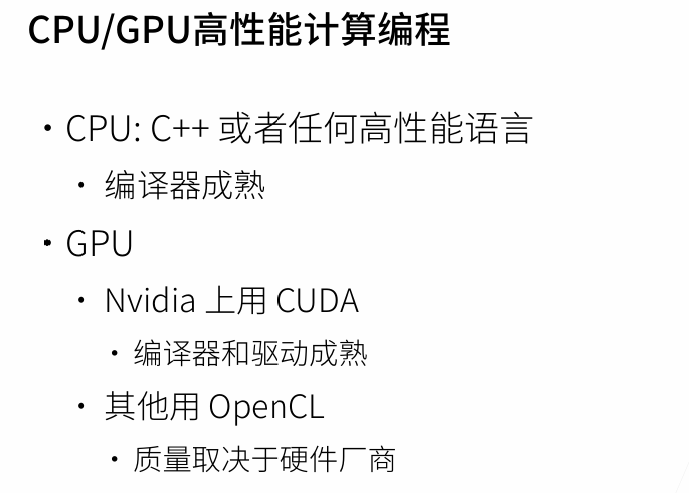 CPU/GPU高性能计算编程
• CPU: C++ 或者任何高性能语言
• 编译器成熟
• GPU
• Nvidia 上用 CUDA
• 编译器和驱动成熟
• 其他用 OpenCL
• 质量取决于硬件厂商